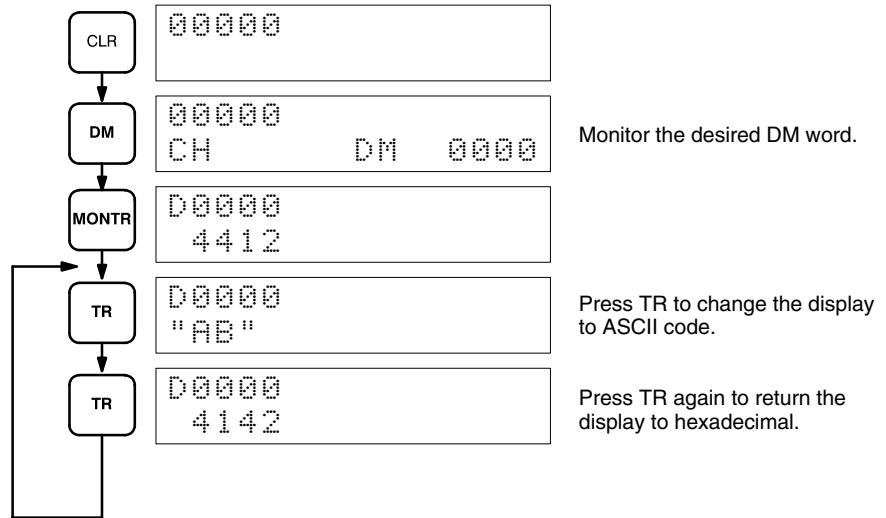 CLR
00000
DM
00000
CH DM 0000
Monitor the desired DM word.
MONTR
D0000
4412
TR
D0000
"AB"
Press TR to change the display
to ASCII code.
TR
D0000
4142
Press TR again to return the
display to hexadecimal.